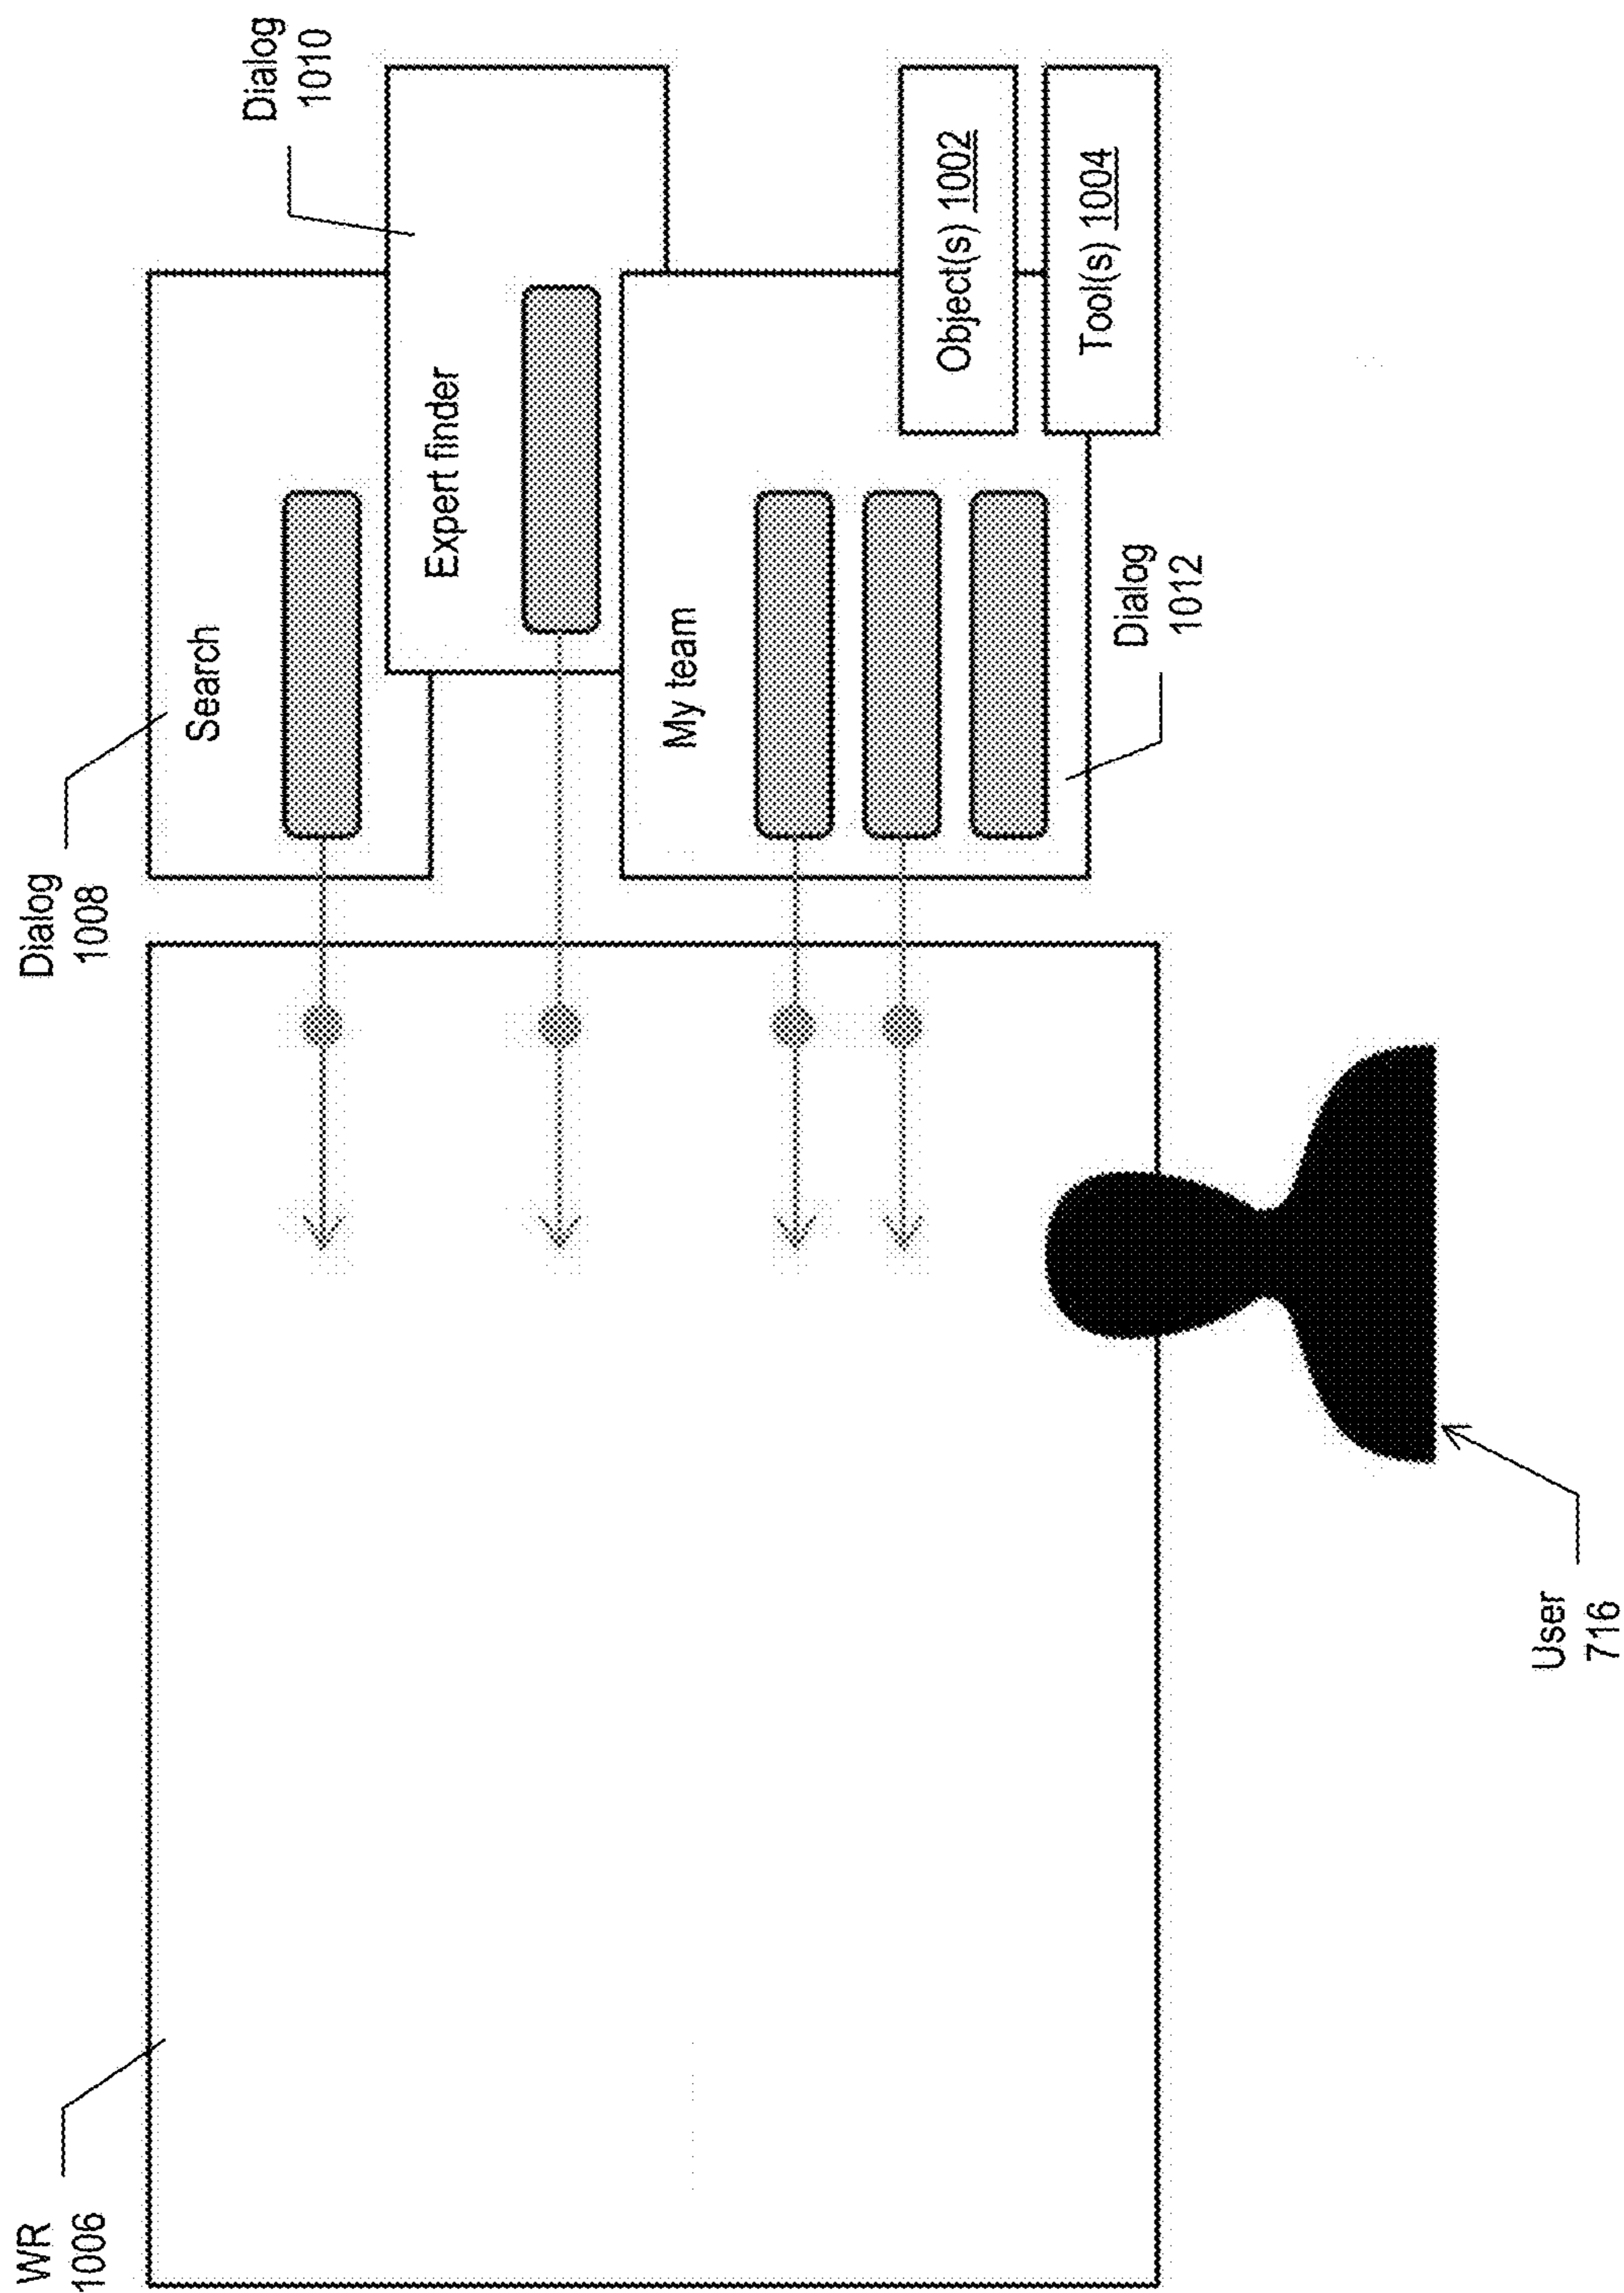 WR
1006
Dialog
1008
Dialog
1010
Search
Expert finder
My team
Object(s) 1002
Tool(s) 1004
Dialog
1012
User
716